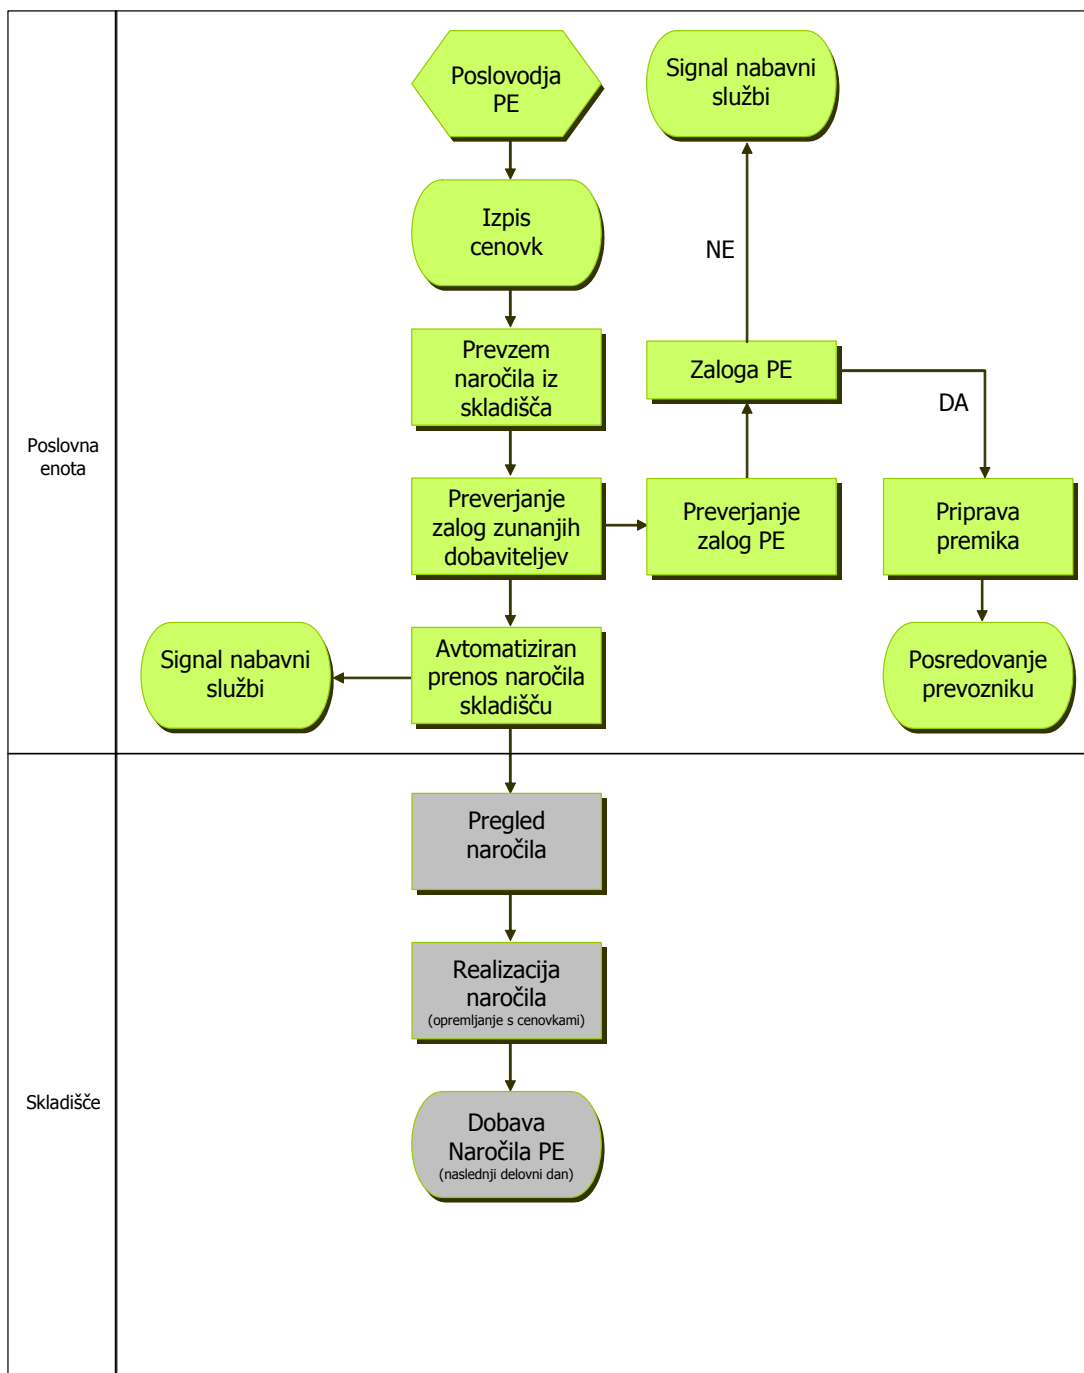 Poslovodja
PE
Signal nabavni
službi
Izpis
cenovk
NE
Prevzem
naročila iz
skladišča
Zaloga PE
DA
Poslovna
enota
Preverjanje
zalog zunanjih
dobaviteljev
Preverjanje
zalog PE
Priprava
premika
Signal nabavni
službi
Avtomatiziran
prenos naročila
skladišču
Posredovanje
prevozniku
Pregled
naročila
Realizacija
naročila
(opremljanje s cenovkami)
Skladišče
Dobava
Naročila PE
(naslednji delovni dan)